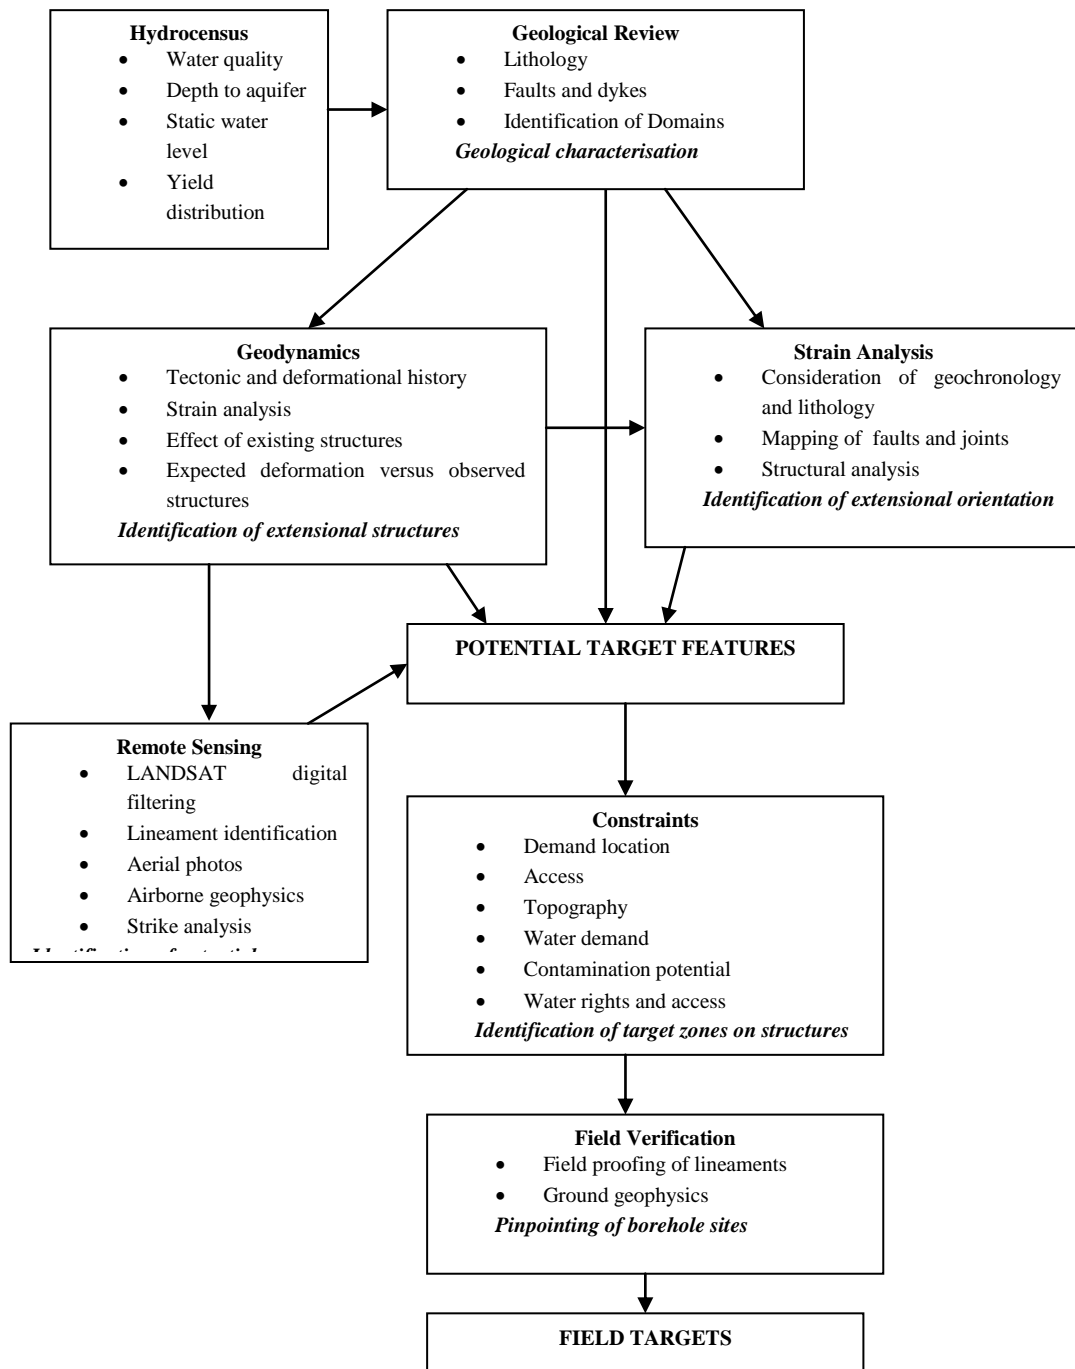 Hydrocensus
• Water quality
• Depth to aquifer
• Static water
level
• Yield
distribution
Geological Review
• Lithology
• Faults and dykes
• Identification of Domains
Geological characterisation
Geodynamics
• Tectonic and deformational history
• Strain analysis
• Effect of existing structures
• Expected deformation versus observed
structures
Identification of extensional structures
Strain Analysis
• Consideration of geochronology
and lithology
• Mapping of faults and joints
• Structural analysis
Identification of extensional orientation
POTENTIAL TARGET FEATURES
Remote Sensing
• LANDSAT digital
filtering
• Lineament identification
• Aerial photos
• Airborne geophysics
• Strike analysis
Constraints
• Demand location
• Access
• Topography
• Water demand
• Contamination potential
• Water rights and access
Identification of target zones on structures
Field Verification
• Field proofing of lineaments
• Ground geophysics
Pinpointing of borehole sites
FIELD TARGETS